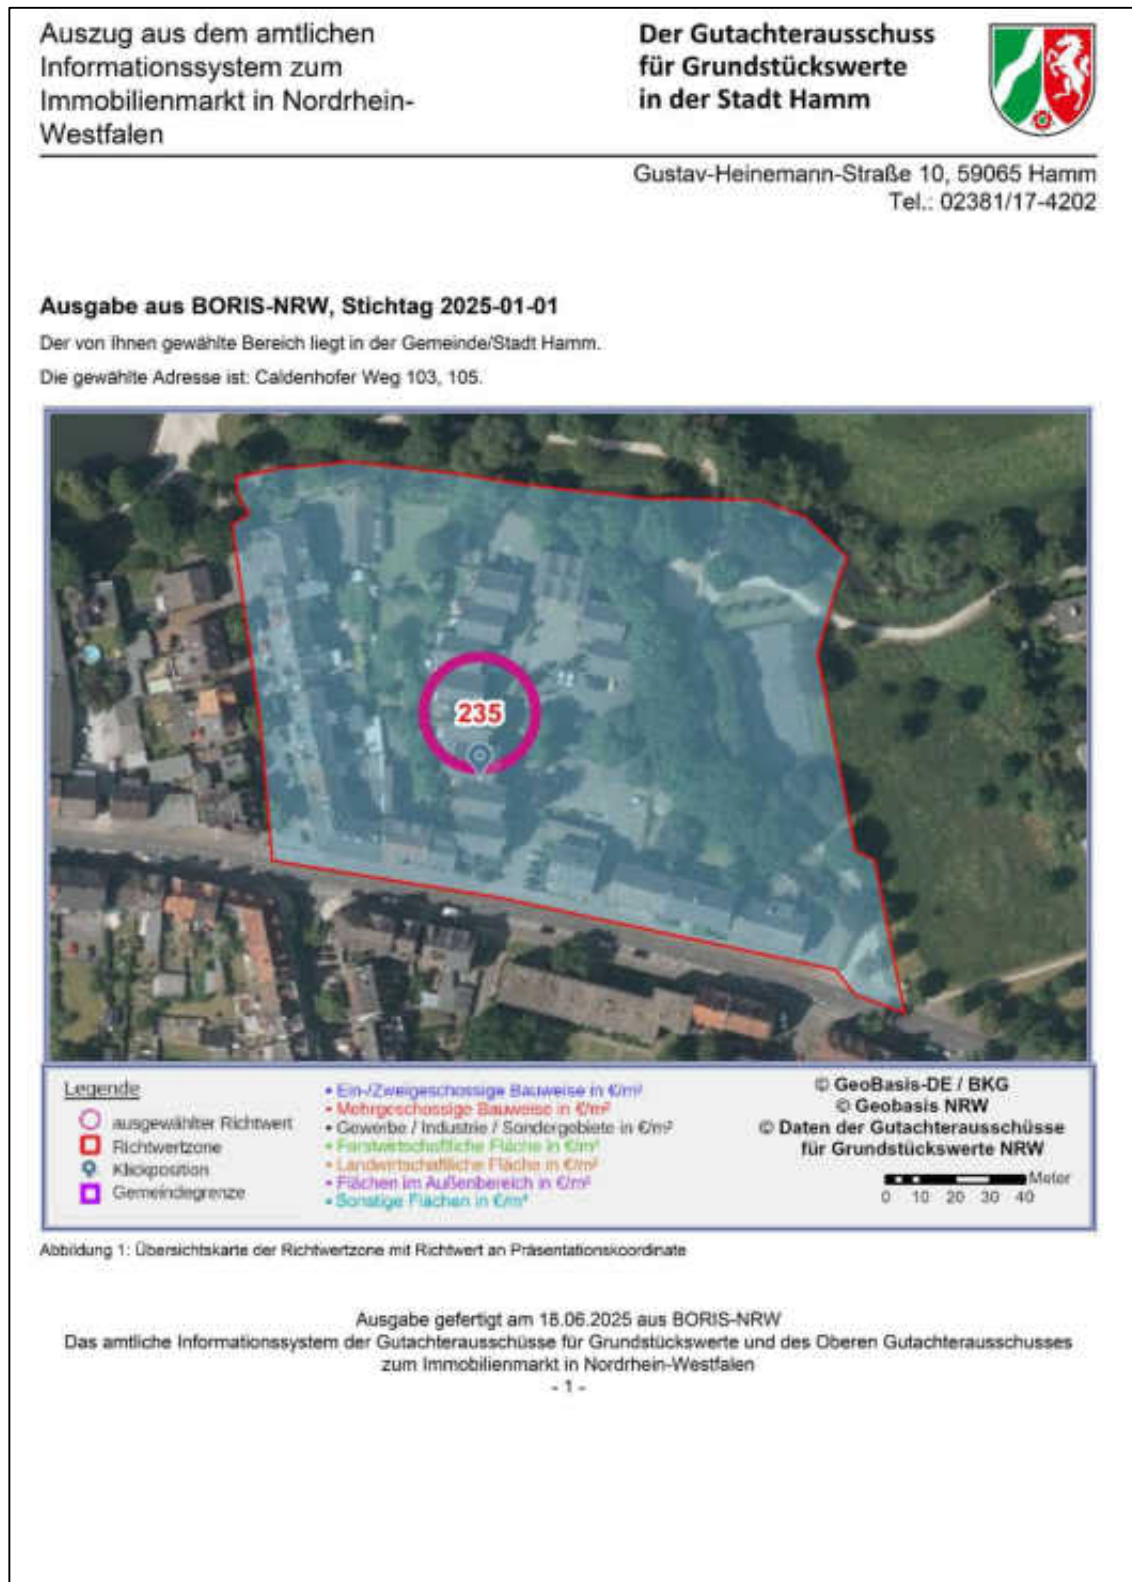 Auszug aus dem amtlichen
Informationssystem zum
Immobilienmarkt in Nordrhein-
Westfalen
Der Gutachterausschuss
für Grundstückswerte
in der Stadt Hamm
Gustav-Heinemann-Straße 10, 59065 Hamm
Tel.: 02381/17-4202
Ausgabe aus BORIS-NRW, Stichtag 2025-01-01
Der von Ihnen gewählte Bereich liegt in der Gemeinde/Stadt Hamm.
Die gewählte Adresse ist: Caldenhofer Weg 103, 105.
235
Legende
ausgewählter Richtwert
Richtwertzone
Klickposition
Gemeindegrenze
• Ein-/Zweigeschossige Bauweise in €/m²
• Mehrgeschossige Bauweise in €/m²
• Gewerbe / Industrie / Sondergebiete in €/m²
• Forstwirtschaftliche Fläche in €/m²
• Landwirtschaftliche Fläche in €/m²
• Flächen im Außenbereich in €/m²
• Sonstige Flächen in €/m²
© GeoBasis-DE / BKG
© Geobasis NRW
© Daten der Gutachterausschüsse
für Grundstückswerte NRW
Meter
0 10 20 30 40
Abbildung 1: Übersichtskarte der Richtwertzone mit Richtwert an Präsentationskoordinate
Ausgabe gefertigt am 18.06.2025 aus BORIS-NRW
Das amtliche Informationssystem der Gutachterausschüsse für Grundstückswerte und des Oberen Gutachterausschusses
zum Immobilienmarkt in Nordrhein-Westfalen
- 1 -